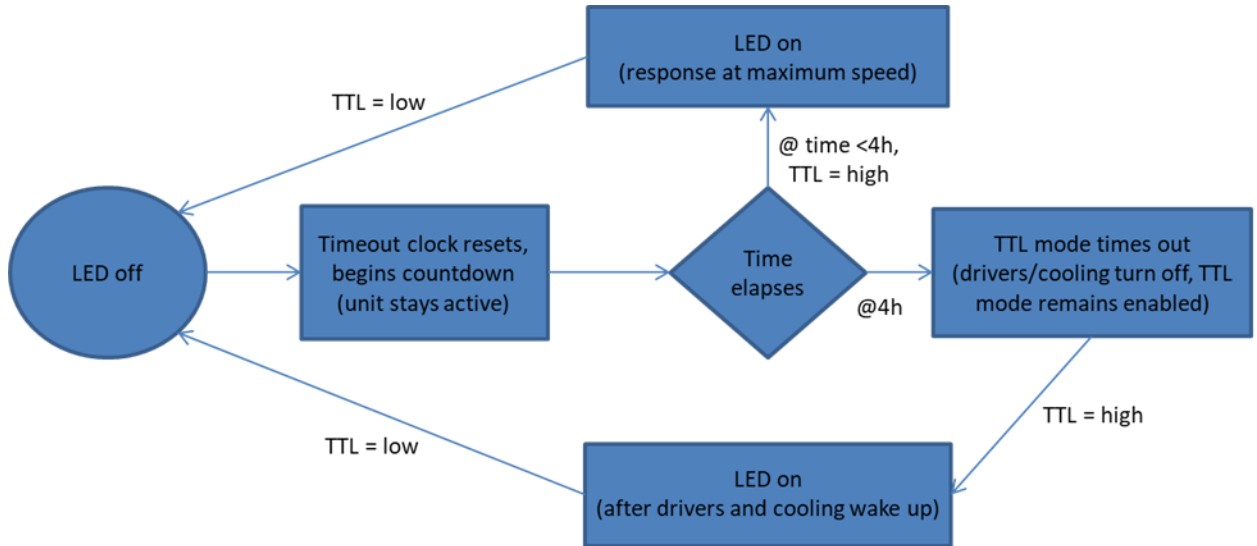 LED on
(response at maximum speed)
TTL = low
@ time <4h,
TTL = high
LED off
Timeout clock resets,
begins countdown
(unit stays active)
Time
elapses
@4h
TTL mode times out
(drivers/cooling turn off, TTL
mode remains enabled)
TTL = high
TTL = low
LED on
(after drivers and cooling wake up)